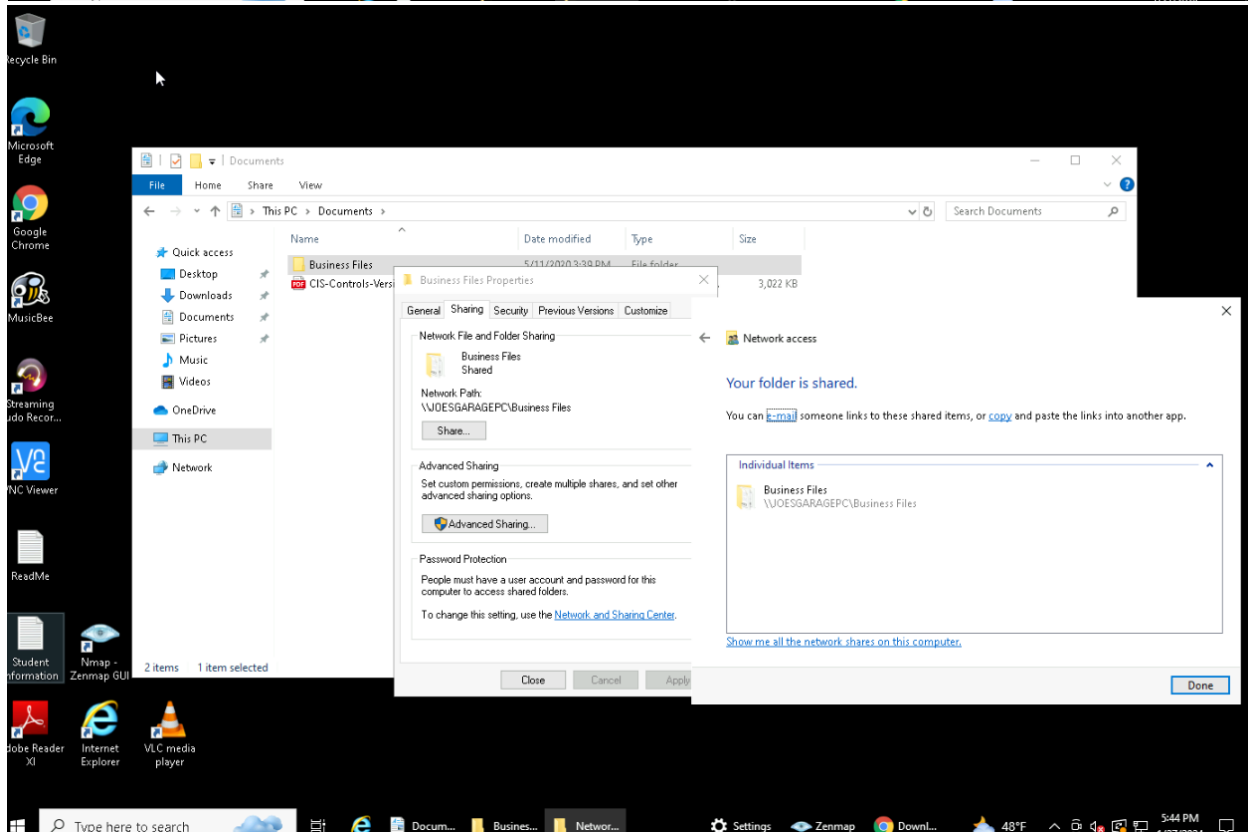 Recycle Bin
Microsoft
Edge
Google
Chrome
MusicBee
Streaming
udo Recor...
VNC Viewer
ReadMe
Student
Information
Nmap -
Zenmap GUI
Adobe Reader
XI
Internet
Explorer
VLC media
player
Documents
File Home Share View
This PC > Documents >
Search Documents
Name Date modified Type Size
Business Files 5/11/2020 3:39 PM File folder
CIS-Controls-Versi 3,022 KB
Quick access
Desktop
Downloads
Documents
Pictures
Music
Videos
OneDrive
This PC
Network
2 items 1 item selected
Business Files Properties
General Sharing Security Previous Versions Customize
Network File and Folder Sharing
Business Files
Shared
Network Path:
\\JOESGARAGEPC\Business Files
Share...
Advanced Sharing
Set custom permissions, create multiple shares, and set other
advanced sharing options.
Advanced Sharing...
Password Protection
People must have a user account and password for this
computer to access shared folders.
To change this setting, use the Network and Sharing Center.
Close Cancel Apply
Network access
Your folder is shared.
You can e-mail someone links to these shared items, or copy and paste the links into another app.
Individual Items
Business Files
\\JOESGARAGEPC\Business Files
Show me all the network shares on this computer.
Done
Type here to search
Docum... Busines... Networ... Settings Zenmap Downl... 48°F
5:44 PM